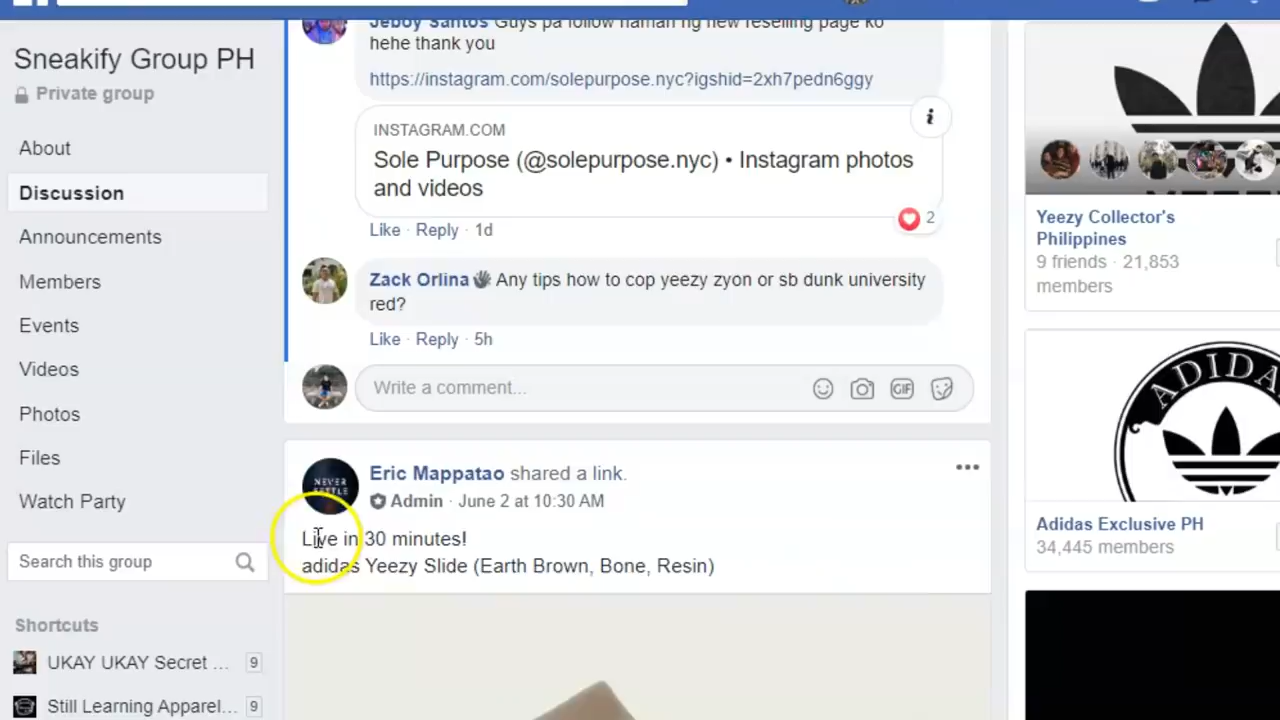 Jeboy Santos Guys pa follow naman ng new reselling page ko
hehe thank you
https://instagram.com/solepurpose.nyc?igshid=2xh7pedn6ggy
INSTAGRAM.COM
Sole Purpose (@solepurpose.nyc) • Instagram photos
and videos
Like · Reply · 1d
2
Zack Orlina Any tips how to cop yeezy zyon or sb dunk university
red?
Like · Reply · 5h
Write a comment...
GIF
Eric Mappatao shared a link.
Admin · June 2 at 10:30 AM
Live in 30 minutes!
adidas Yeezy Slide (Earth Brown, Bone, Resin)
Sneakify Group PH
Private group
About
Discussion
Announcements
Members
Events
Videos
Photos
Files
Watch Party
Search this group
Shortcuts
UKAY UKAY Secret ... 9
Still Learning Apparel... 9
Yeezy Collector's
Philippines
9 friends · 21,853
members
ADIDA
Adidas Exclusive PH
34,445 members
NEVER
SETTLE